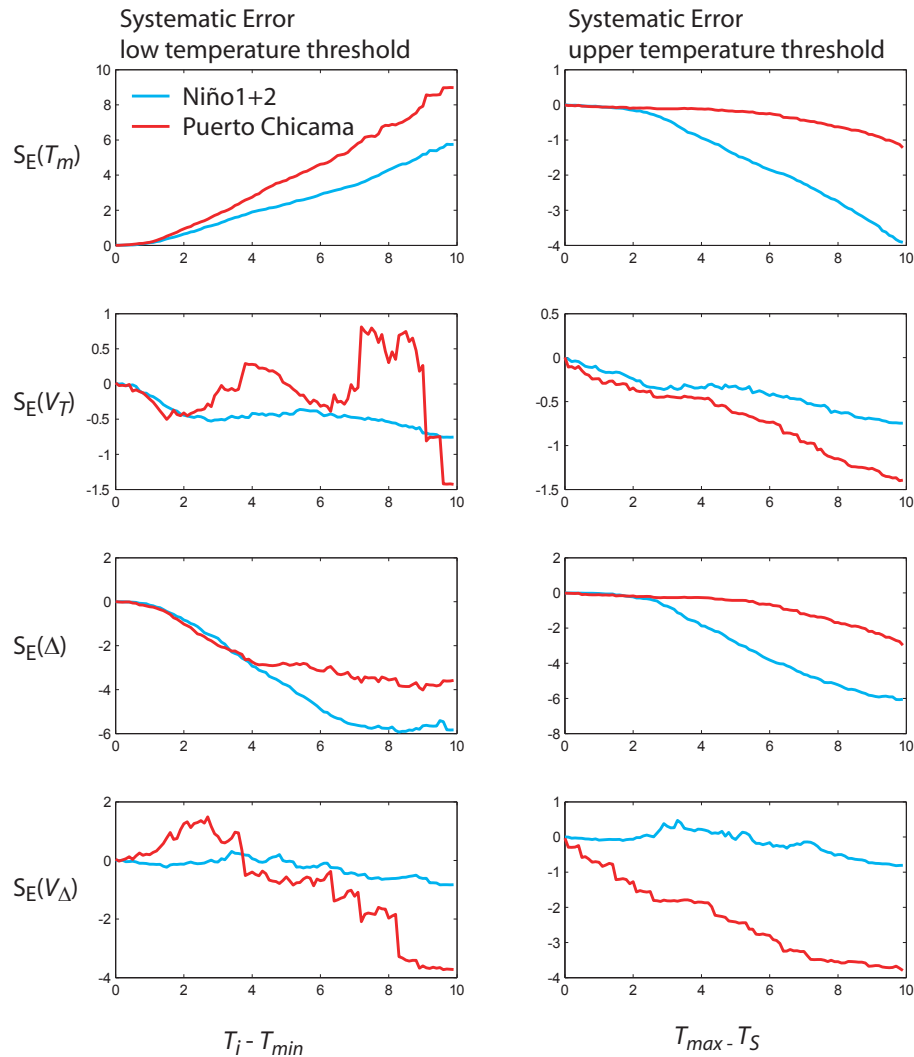 Systematic Error
low temperature threshold
Systematic Error
upper temperature threshold
S_E(T_m)
10
8
6
4
2
0
0 2 4 6 8 10
Niño1+2
Puerto Chicama
1
0
-1
-2
-3
-4
0 2 4 6 8 10
S_E(V_T)
1
0.5
0
-0.5
-1
-1.5
0 2 4 6 8 10
0.5
0
-0.5
-1
-1.5
0 2 4 6 8 10
S_E(Δ)
2
0
-2
-4
-6
0 2 4 6 8 10
2
0
-2
-4
-6
-8
0 2 4 6 8 10
S_E(V_Δ)
2
0
-2
-4
0 2 4 6 8 10
1
0
-1
-2
-3
-4
0 2 4 6 8 10
T_i - T_min
T_max - T_S